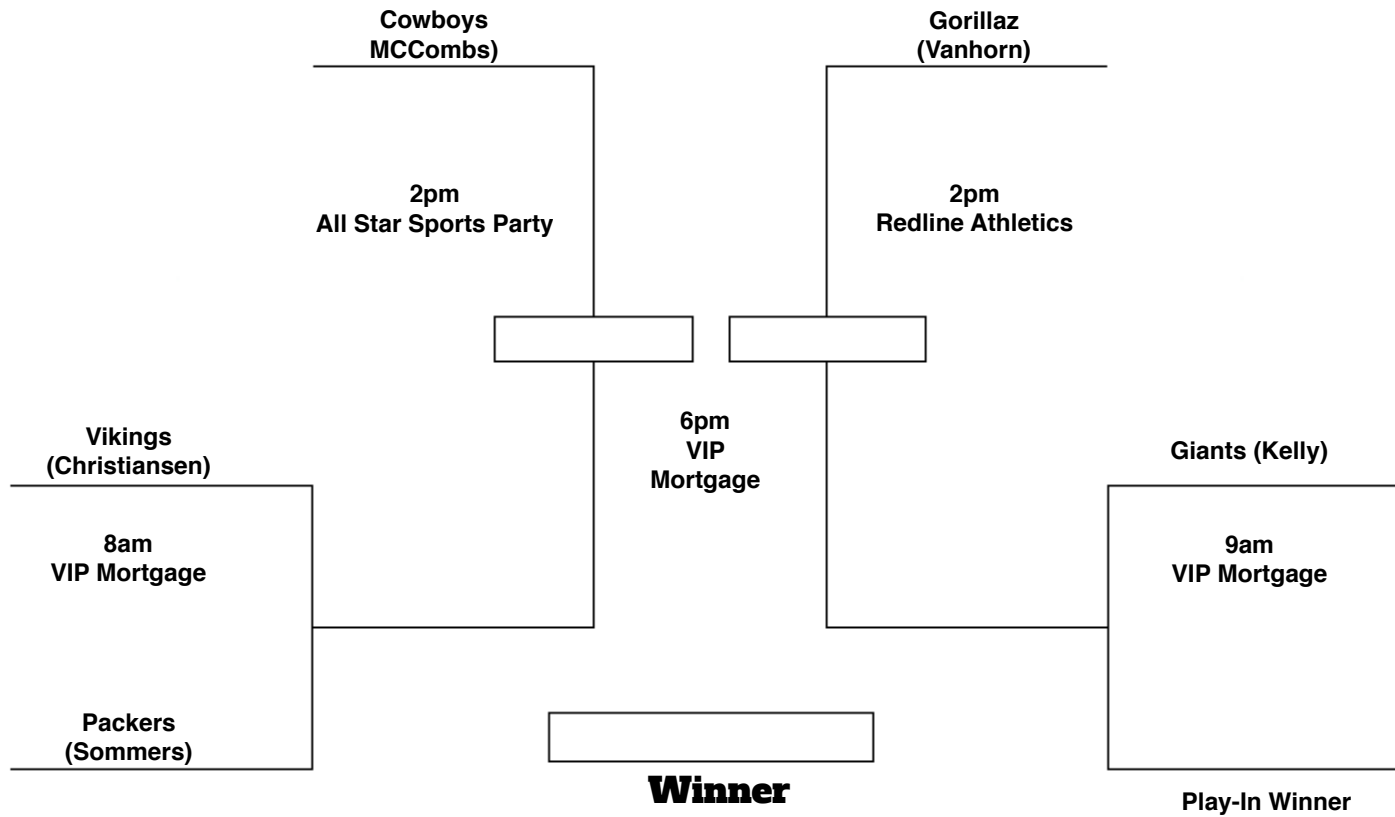 Cowboys
MCCombs)
Gorillaz
(Vanhorn)
2pm
All Star Sports Party
2pm
Redline Athletics
6pm
VIP
Mortgage
Vikings
(Christiansen)
Giants (Kelly)
8am
VIP Mortgage
9am
VIP Mortgage
Packers
(Sommers)
Winner
Play-In Winner